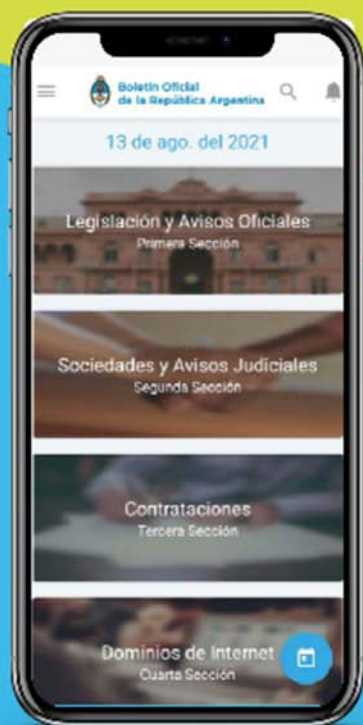 Boletín Oficial
de la República Argentina
13 de ago. del 2021
Legislación y Avisos Oficiales
Primera Sección
Sociedades y Avisos Judiciales
Segunda Sección
Contrataciones
Tercera Sección
Dominios de Internet
Cuarta Sección